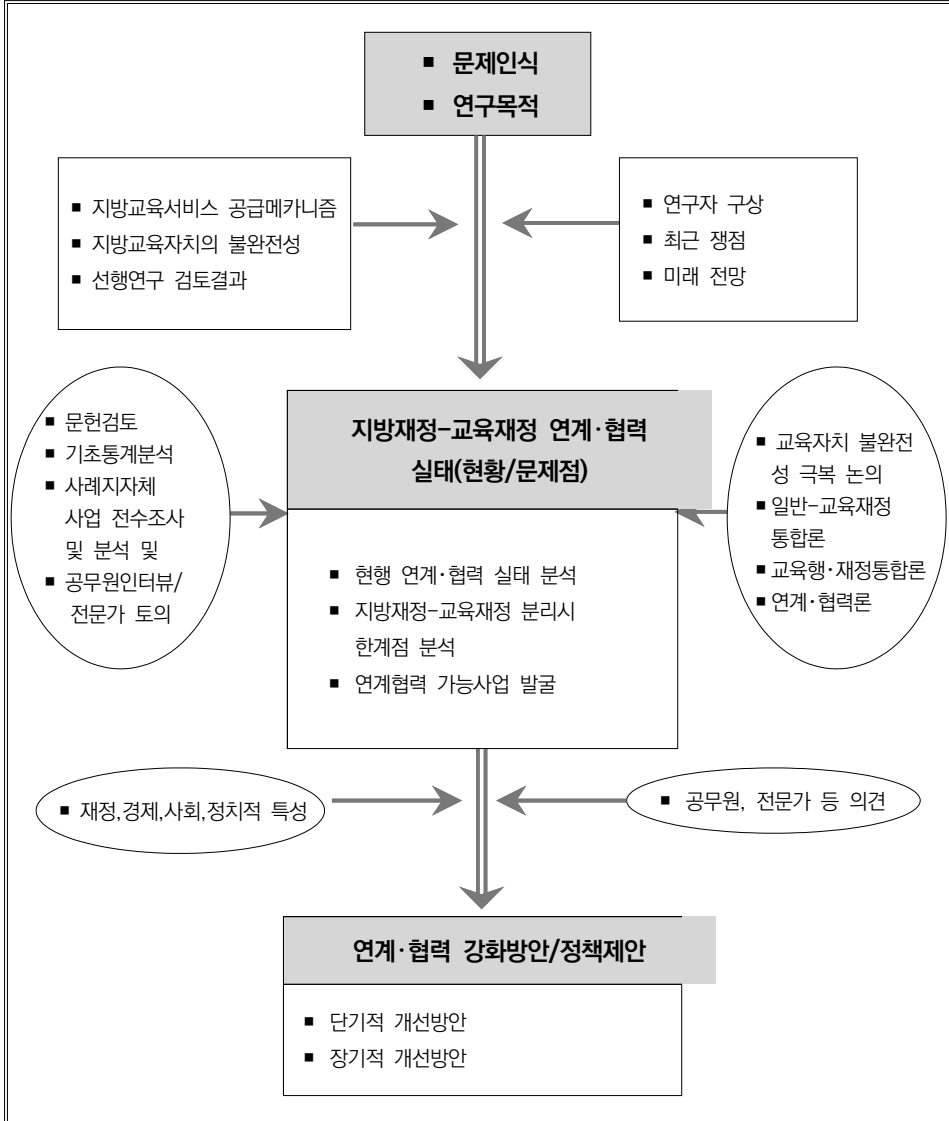 ■ 문제인식
■ 연구목적
■ 지방교육서비스 공급메카니즘
■ 지방교육자치의 불완전성
■ 선행연구 검토결과
■ 연구자 구상
■ 최근 쟁점
■ 미래 전망
지방재정-교육재정 연계·협력
실태(현황/문제점)
■ 문헌검토
■ 기초통계분석
■ 사례지자체
사업 전수조사
및 분석 및
■ 공무원인터뷰/
전문가 토의
■ 현행 연계·협력 실태 분석
■ 지방재정-교육재정 분리시
한계점 분석
■ 연계협력 가능사업 발굴
■ 교육자치 불완전
성 극복 논의
■ 일반-교육재정
통합론
■ 교육행·재정통합론
■ 연계·협력론
■ 재정,경제,사회,정치적 특성
■ 공무원, 전문가 등 의견
연계·협력 강화방안/정책제안
■ 단기적 개선방안
■ 장기적 개선방안